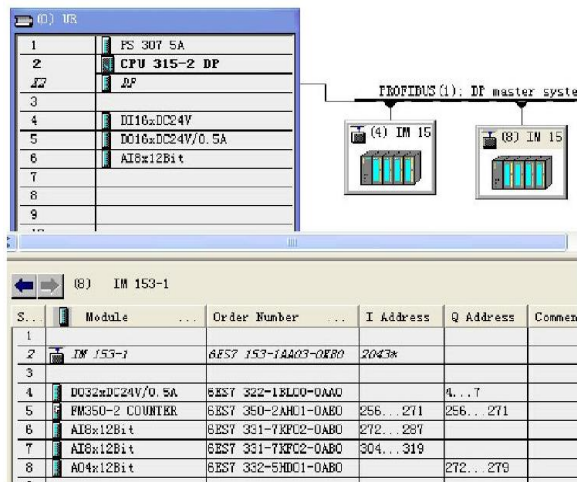 (0) UR
1 PS 307 5A
2 CPU 315-2 DP
X2 DP
3
4 DI16xDC24V
5 DO16xDC24V/0.5A
6 AI8x12Bit
7
8
9
PROFIBUS(1): DP master syste
(4) IM 15
(8) IM 15
(8) IM 153-1
S... Module ... Order Number ... I Address Q Address Commen
1
2 IM 153-1 6ES7 153-1AA03-0XB0 2043*
3
4 DO32xDC24V/0.5A 6ES7 322-1BL00-0AA0 4...7
5 FM350-2 COUNTER 6ES7 350-2AH01-0AE0 256...271 256...271
6 AI8x12Bit 6ES7 331-7KF02-0AB0 272...287
7 AI8x12Bit 6ES7 331-7KF02-0AB0 304...319
8 AO4x12Bit 6ES7 332-5HD01-0AB0 272...279